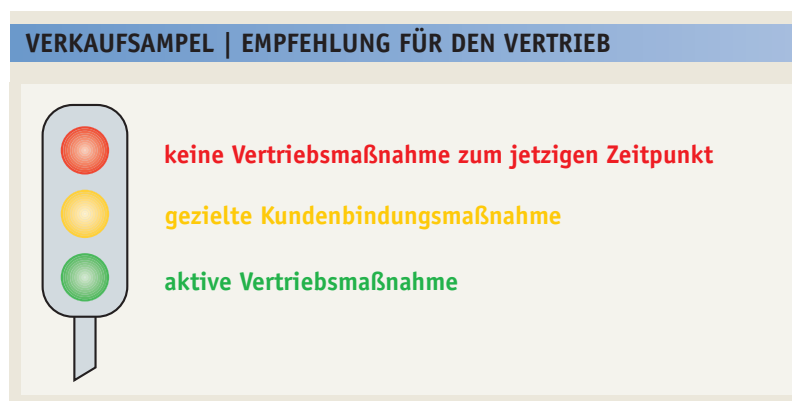 VERKAUFSAMPEL | EMPFEHLUNG FÜR DEN VERTRIEB
keine Vertriebsmaßnahme zum jetzigen Zeitpunkt
gezielte Kundenbindungsmaßnahme
aktive Vertriebsmaßnahme